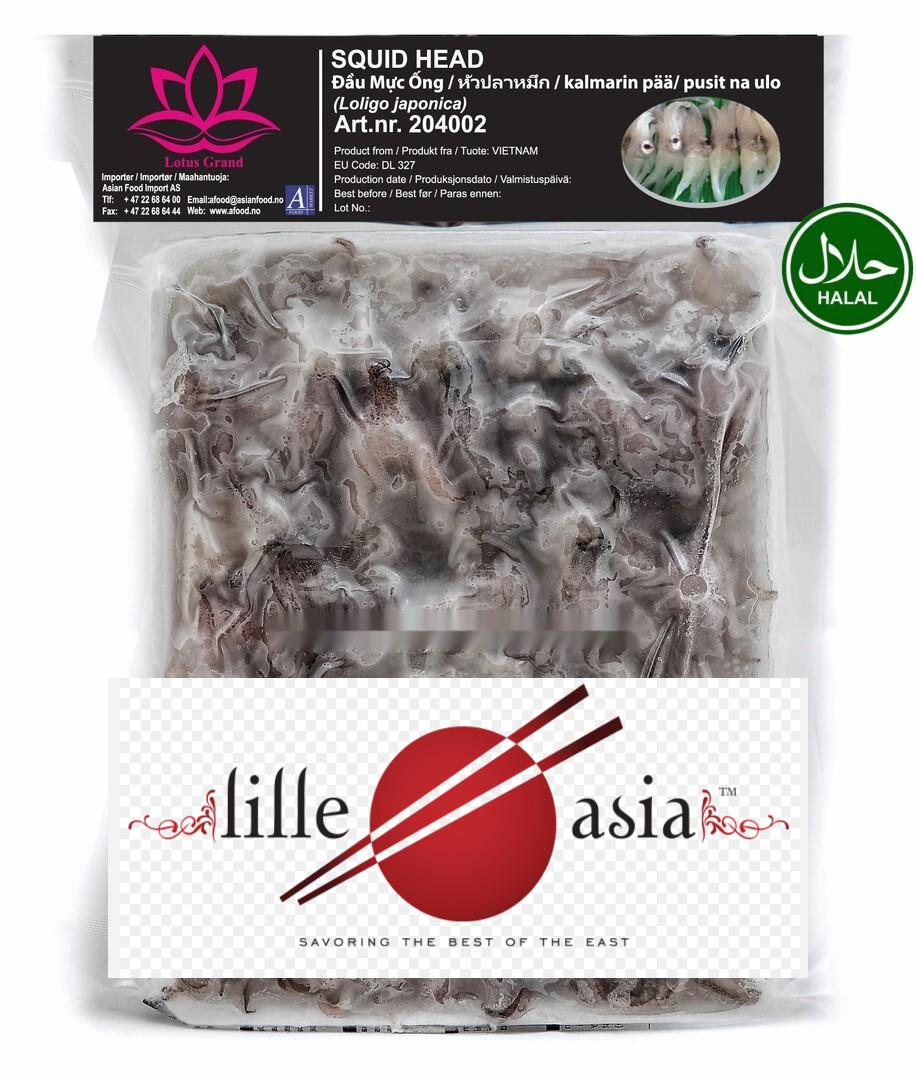 SQUID HEAD
Đầu Mực Ống / หัวปลาหมึก / kalmarin pää/ pusit na ulo
(Loligo japonica)
Art.nr. 204002
Product from / Produkt fra / Tuote: VIETNAM
EU Code: DL 327
Production date / Produksjonsdato / Valmistuspäivä:
Best before / Best før / Paras ennen:
Lot No.:
Lotus Grand
Importer / Importør / Maahantuoja:
Asian Food Import AS
Tlf: + 47 22 68 64 00 Email:afood@asianfood.no
Fax: + 47 22 68 64 44 Web: www.afood.no
A
FOOD
MARKET
حلال
HALAL
lille asia ™
SAVORING THE BEST OF THE EAST